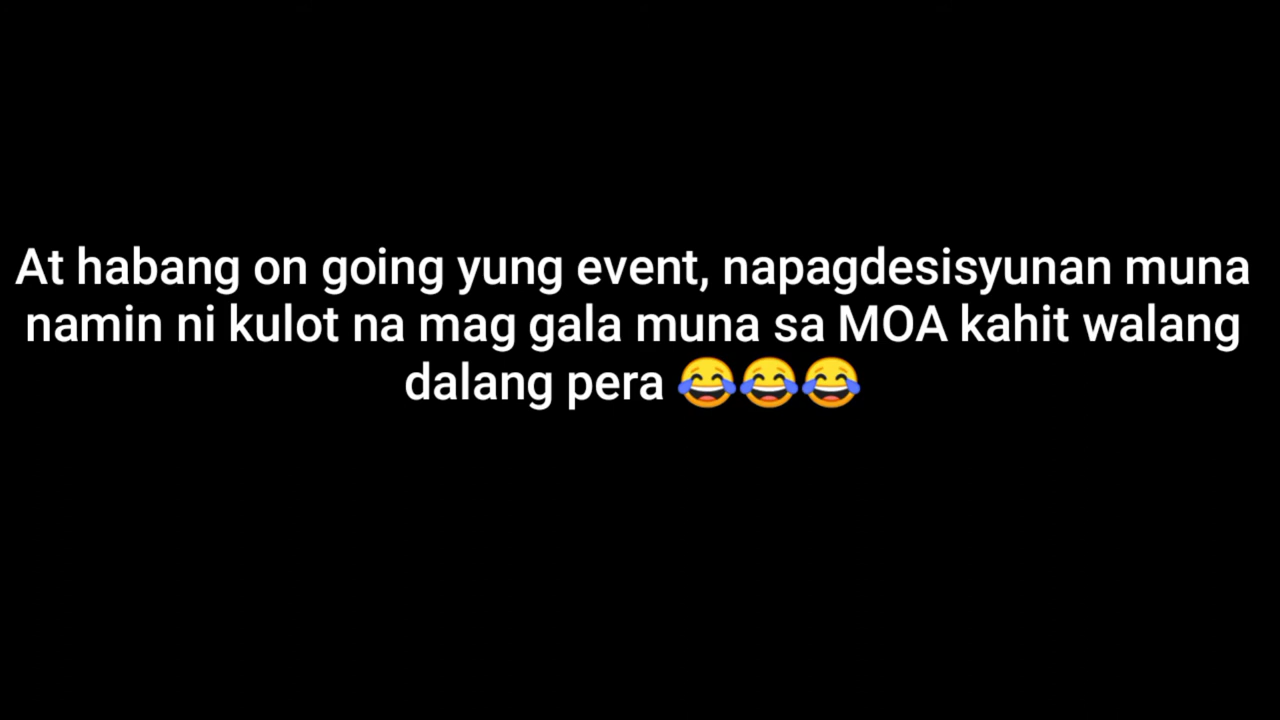 At habang on going yung event, napagdesisyunan muna
namin ni kulot na mag gala muna sa MOA kahit walang
dalang pera 😂😂😂